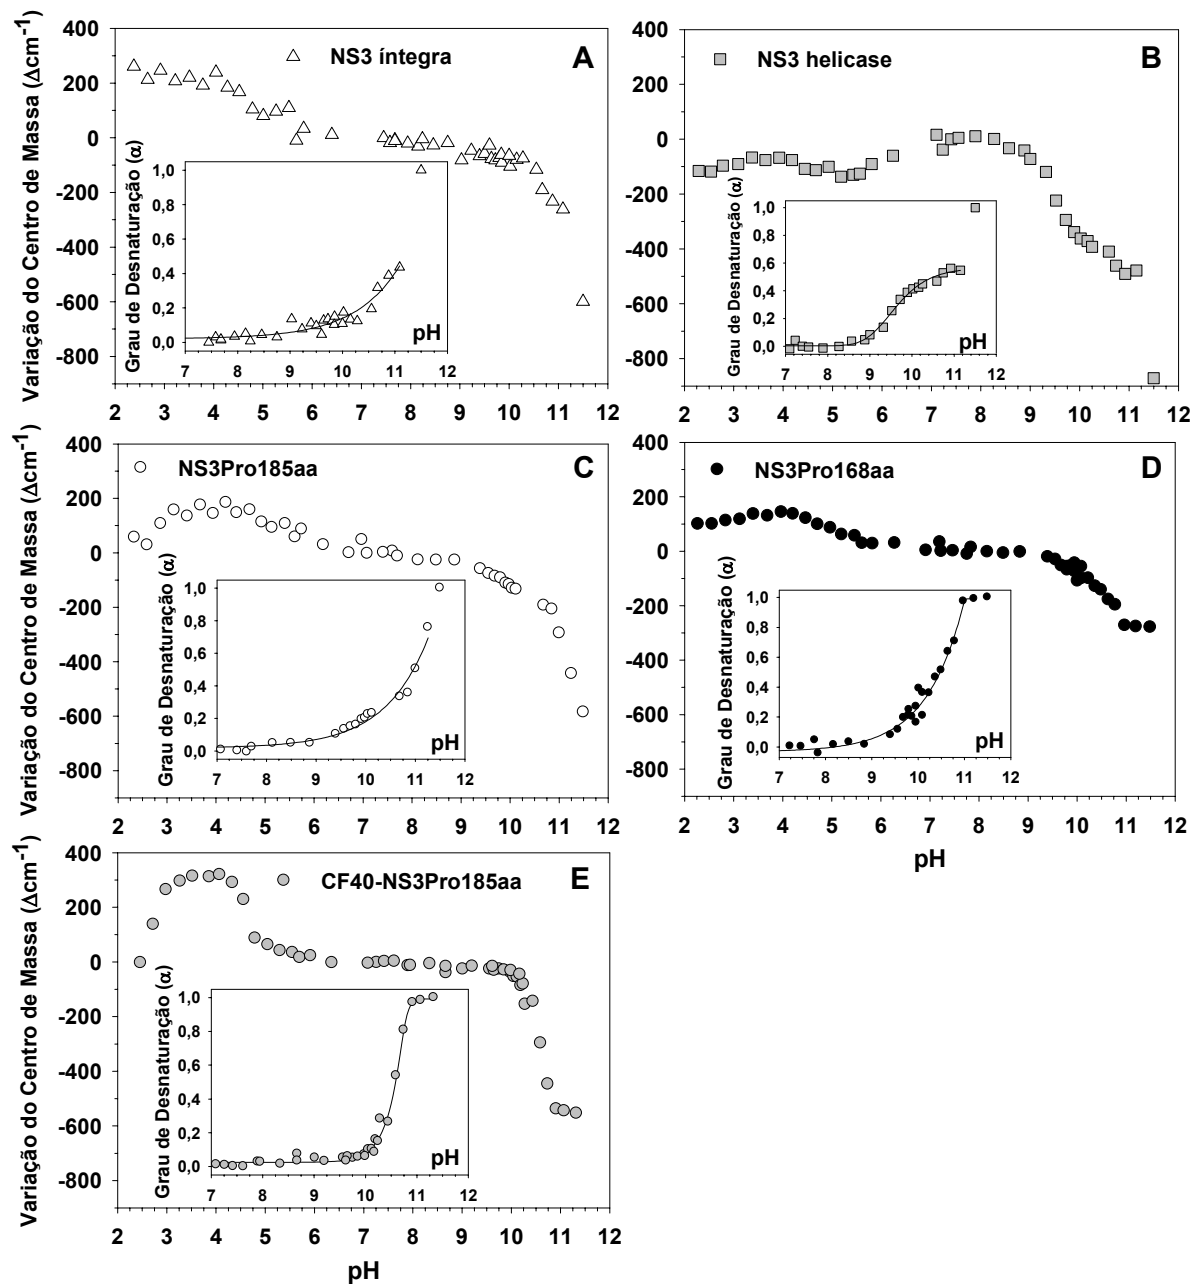 Variação do Centro de Massa (Δcm⁻¹)
400
200
0
-200
-400
-600
-800
NS3 íntegra
A
Grau de Desnaturação (α)
1,0
0,8
0,6
0,4
0,2
0,0
pH
7 8 9 10 11 12
2 3 4 5 6 7 8 9 10 11 12
400
200
0
-200
-400
-600
-800
NS3 helicase
B
Grau de Desnaturação (α)
1,0
0,8
0,6
0,4
0,2
0,0
pH
7 8 9 10 11 12
2 3 4 5 6 7 8 9 10 11 12
Variação do Centro de Massa (Δcm⁻¹)
400
200
0
-200
-400
-600
-800
NS3Pro185aa
C
Grau de Desnaturação (α)
1,0
0,8
0,6
0,4
0,2
0,0
pH
7 8 9 10 11 12
2 3 4 5 6 7 8 9 10 11 12
400
200
0
-200
-400
-600
-800
NS3Pro168aa
D
Grau de Desnaturação (α)
1,0
0,8
0,6
0,4
0,2
0,0
pH
7 8 9 10 11 12
2 3 4 5 6 7 8 9 10 11 12
pH
Variação do Centro de Massa (Δcm⁻¹)
400
200
0
-200
-400
-600
-800
CF40-NS3Pro185aa
E
Grau de Desnaturação (α)
1,0
0,8
0,6
0,4
0,2
0,0
pH
7 8 9 10 11 12
2 3 4 5 6 7 8 9 10 11 12
pH